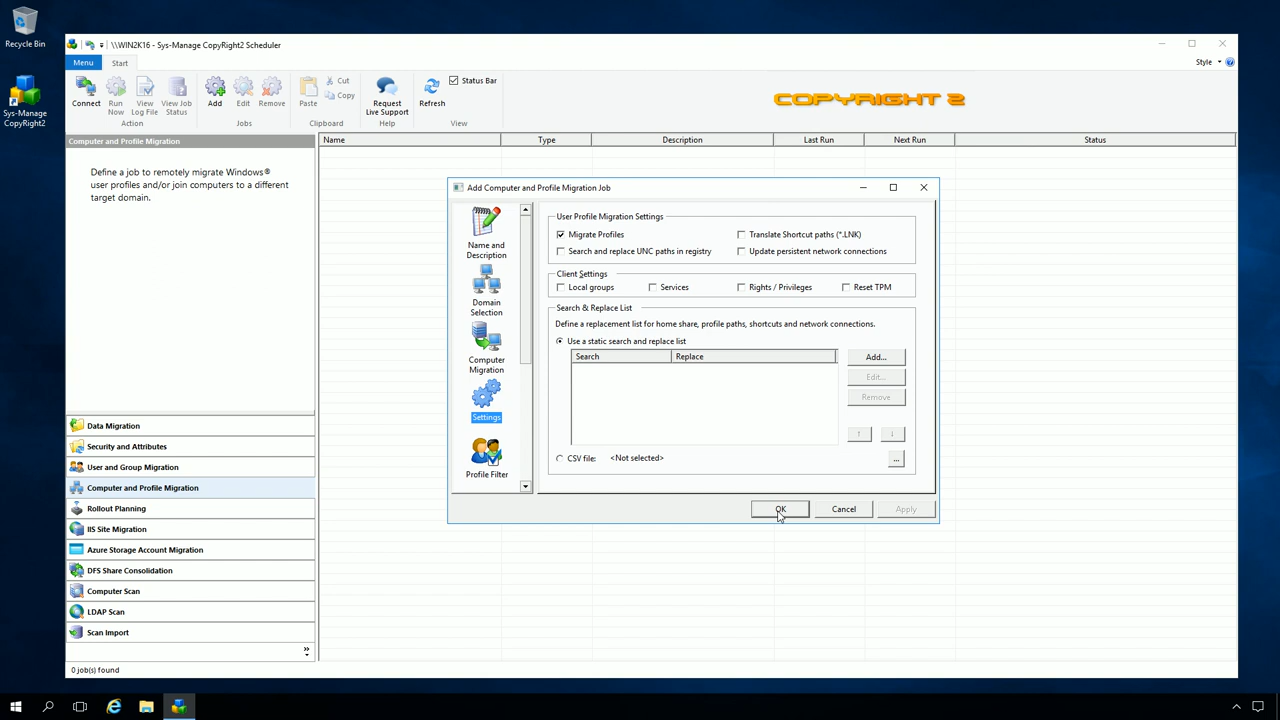 Recycle Bin
Sys-Manage
CopyRight2
\\WIN2K16 - Sys-Manage CopyRight2 Scheduler
Menu
Start
Style
Connect
Run
Now
View
Log File
View Job
Status
Action
Add
Edit
Remove
Jobs
Paste
Cut
Copy
Clipboard
Request
Live Support
Help
Refresh
Status Bar
View
COPYRIGHT 2
Computer and Profile Migration
Define a job to remotely migrate Windows®
user profiles and/or join computers to a different
target domain.
Name
Type
Description
Last Run
Next Run
Status
Data Migration
Security and Attributes
User and Group Migration
Computer and Profile Migration
Rollout Planning
IIS Site Migration
Azure Storage Account Migration
DFS Share Consolidation
Computer Scan
LDAP Scan
Scan Import
0 job(s) found
Add Computer and Profile Migration Job
Name and
Description
Domain
Selection
Computer
Migration
Settings
Profile Filter
User Profile Migration Settings
Migrate Profiles
Translate Shortcut paths (*.LNK)
Search and replace UNC paths in registry
Update persistent network connections
Client Settings
Local groups
Services
Rights / Privileges
Reset TPM
Search & Replace List
Define a replacement list for home share, profile paths, shortcuts and network connections.
Use a static search and replace list
Search
Replace
Add...
Edit...
Remove
CSV file:
<Not selected>
...
OK
Cancel
Apply